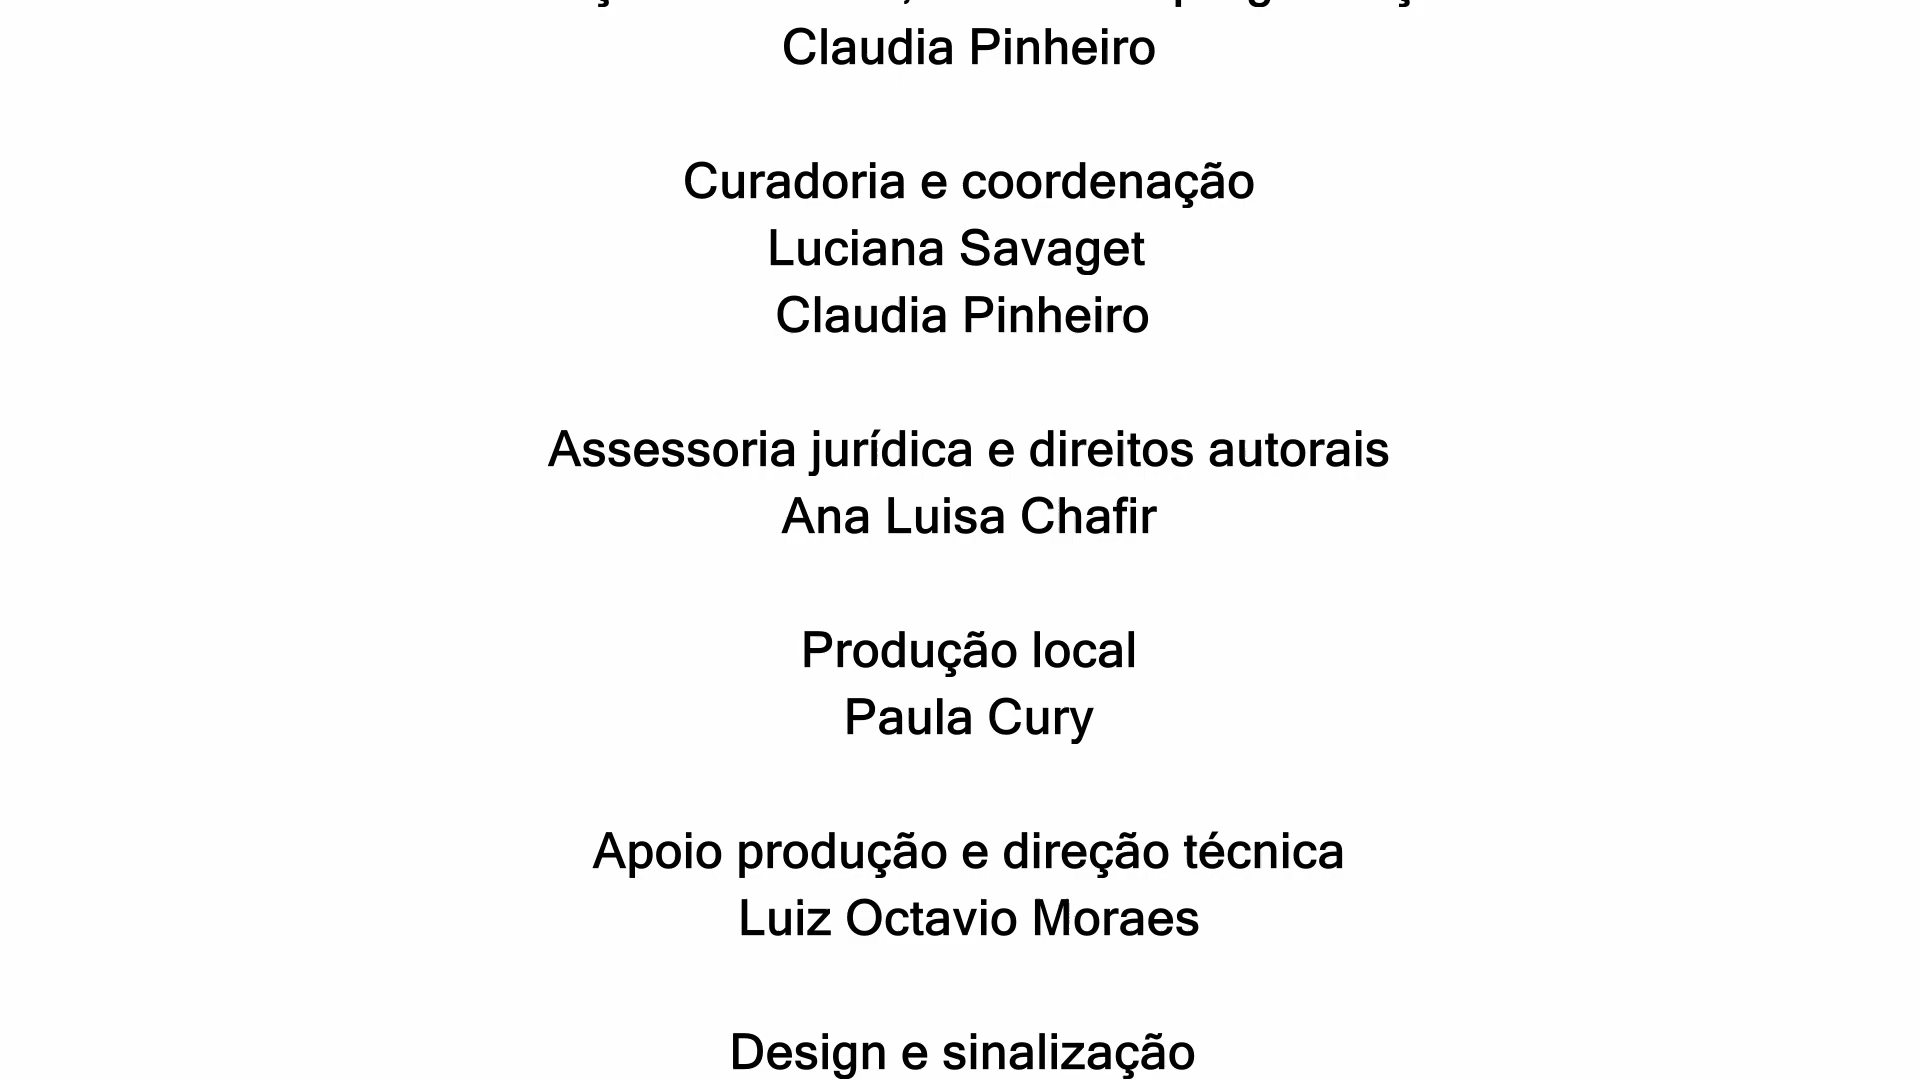 Claudia Pinheiro
Curadoria e coordenação
Luciana Savaget
Claudia Pinheiro
Assessoria jurídica e direitos autorais
Ana Luisa Chafir
Produção local
Paula Cury
Apoio produção e direção técnica
Luiz Octavio Moraes
Design e sinalização